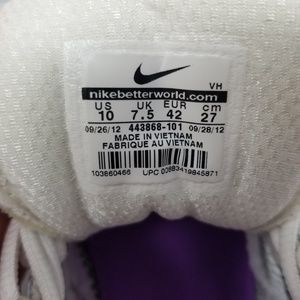 VH
nikebetterworld.com
US UK EUR cm
10 7.5 42 27
09/26/12 443868-101 09/28/12
MADE IN VIETNAM
FABRIQUE AU VIETNAM
103860466 UPC 00883419845871